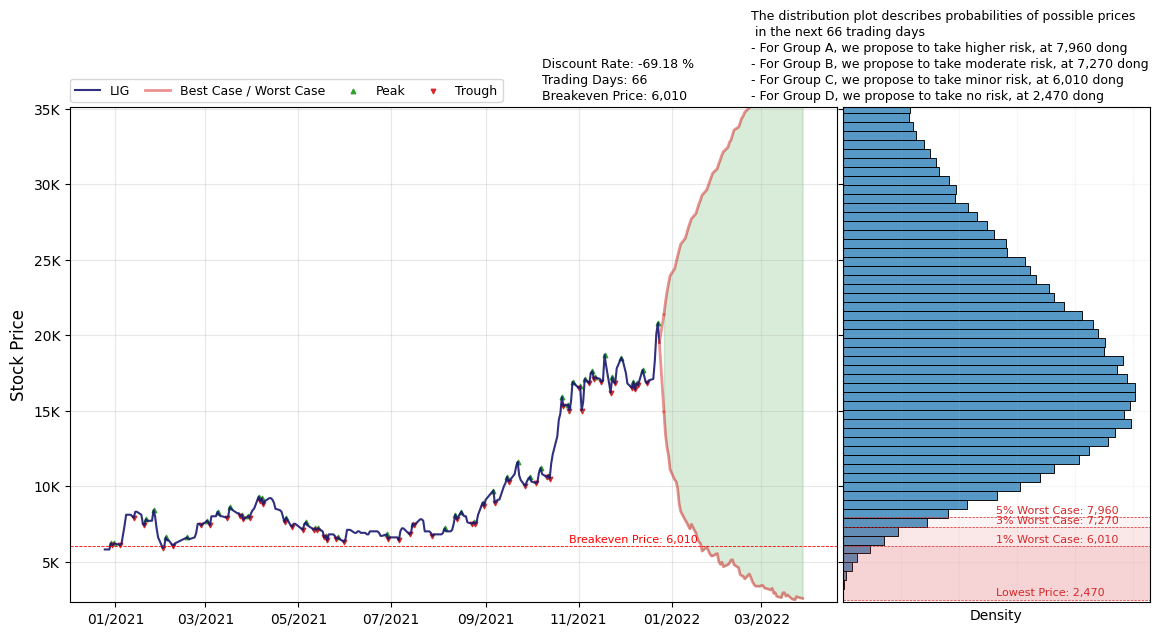 The distribution plot describes probabilities of possible prices
in the next 66 trading days
- For Group A, we propose to take higher risk, at 7,960 dong
- For Group B, we propose to take moderate risk, at 7,270 dong
- For Group C, we propose to take minor risk, at 6,010 dong
- For Group D, we propose to take no risk, at 2,470 dong
Discount Rate: -69.18 %
Trading Days: 66
Breakeven Price: 6,010
LIG Best Case / Worst Case Peak Trough
Stock Price
35K
30K
25K
20K
15K
10K
5K
Breakeven Price: 6,010
01/2021 03/2021 05/2021 07/2021 09/2021 11/2021 01/2022 03/2022
5% Worst Case: 7,960
3% Worst Case: 7,270
1% Worst Case: 6,010
Lowest Price: 2,470
Density